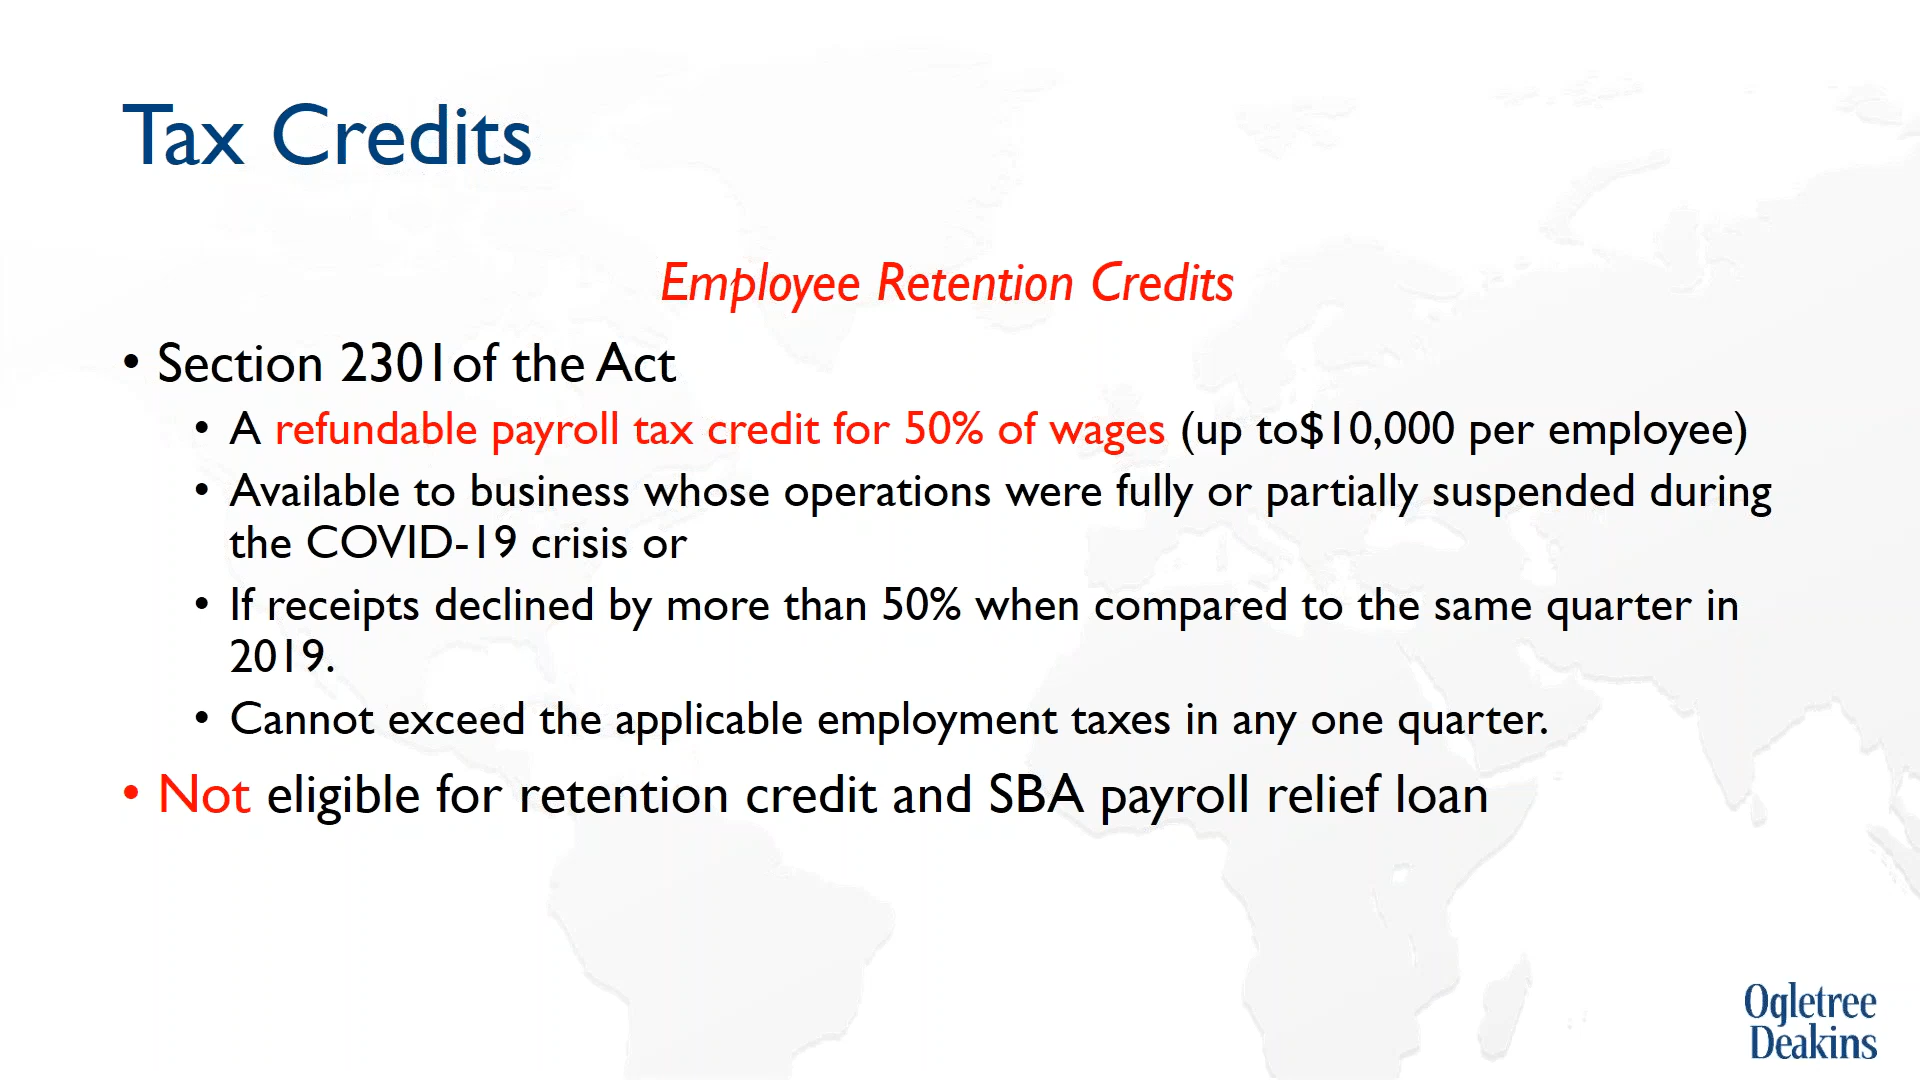 Tax Credits
Employee Retention Credits
• Section 2301of the Act
• A refundable payroll tax credit for 50% of wages (up to$10,000 per employee)
• Available to business whose operations were fully or partially suspended during
the COVID-19 crisis or
• If receipts declined by more than 50% when compared to the same quarter in
2019.
• Cannot exceed the applicable employment taxes in any one quarter.
• Not eligible for retention credit and SBA payroll relief loan
Ogletree
Deakins